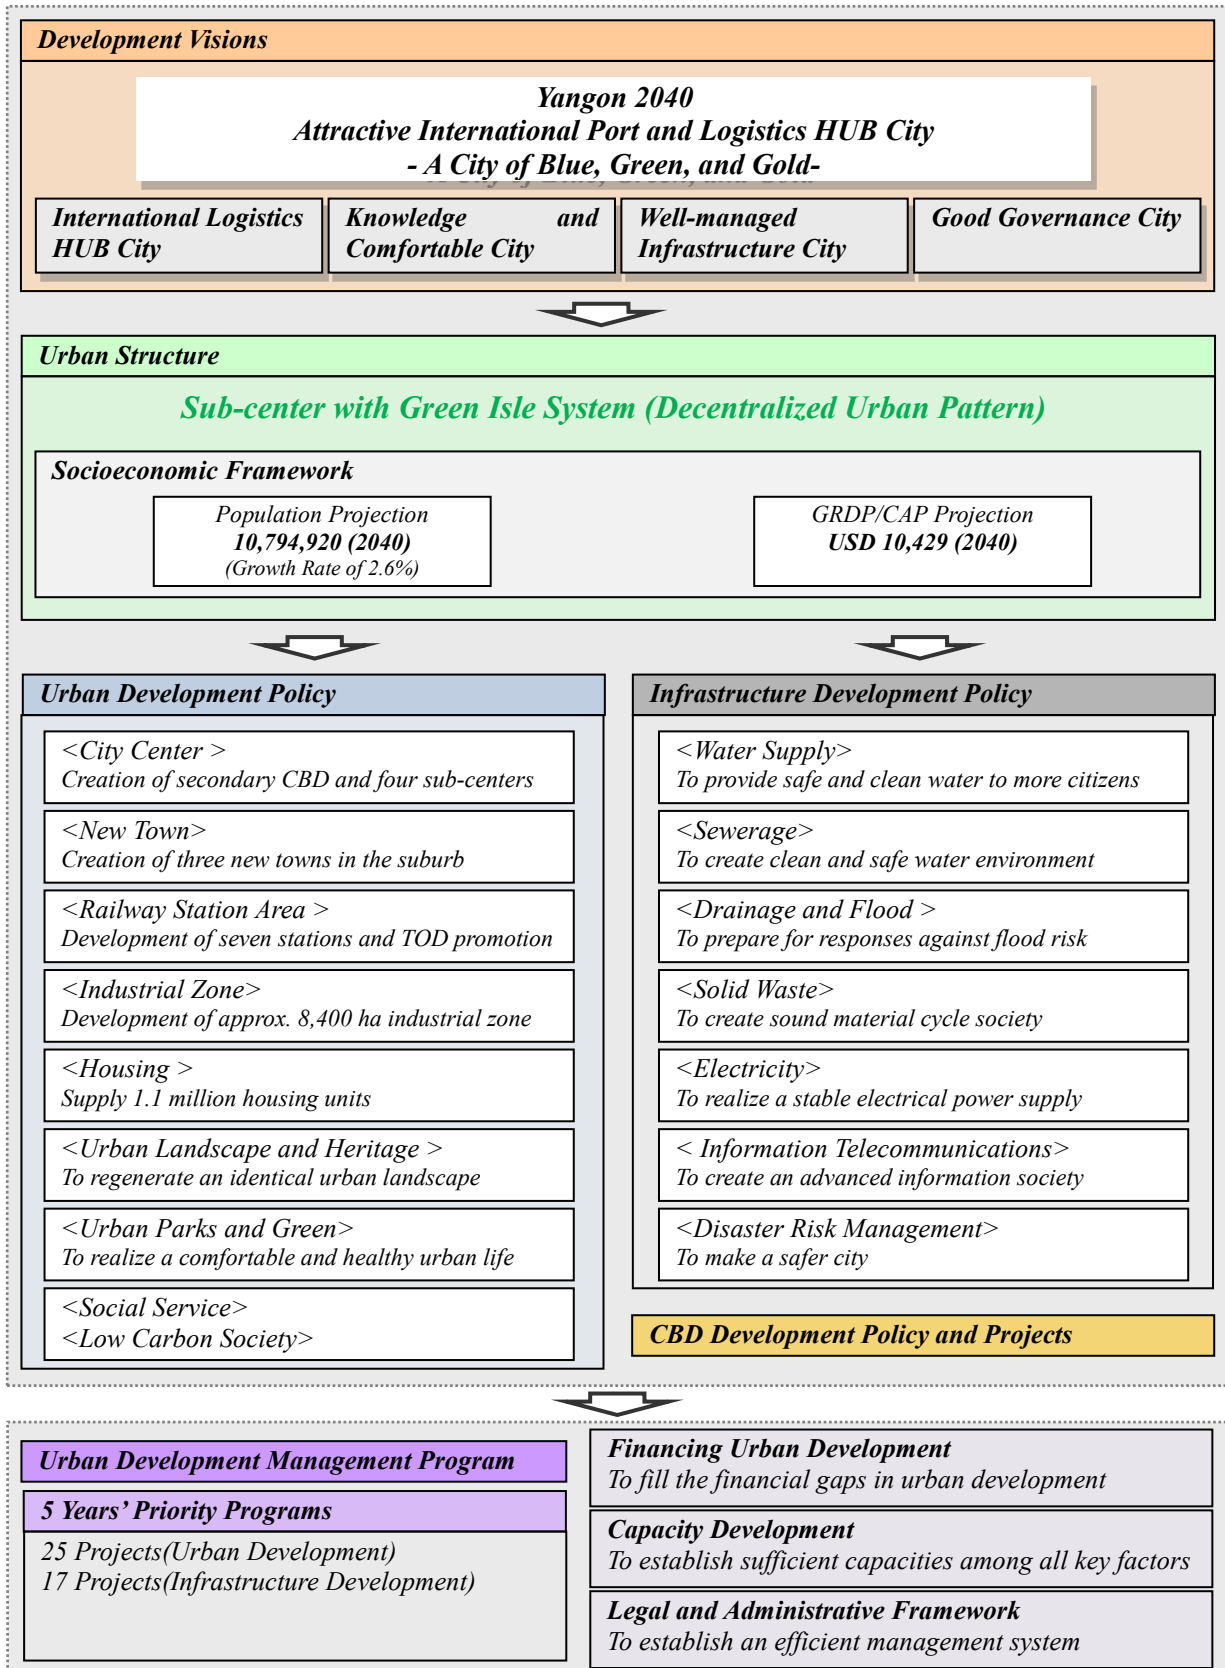 Development Visions
Yangon 2040
Attractive International Port and Logistics HUB City
- A City of Blue, Green, and Gold-
International Logistics
HUB City
Knowledge and
Comfortable City
Well-managed
Infrastructure City
Good Governance City
Urban Structure
Sub-center with Green Isle System (Decentralized Urban Pattern)
Socioeconomic Framework
Population Projection
10,794,920 (2040)
(Growth Rate of 2.6%)
GRDP/CAP Projection
USD 10,429 (2040)
Urban Development Policy
<City Center >
Creation of secondary CBD and four sub-centers
<New Town>
Creation of three new towns in the suburb
<Railway Station Area >
Development of seven stations and TOD promotion
<Industrial Zone>
Development of approx. 8,400 ha industrial zone
<Housing >
Supply 1.1 million housing units
<Urban Landscape and Heritage >
To regenerate an identical urban landscape
<Urban Parks and Green>
To realize a comfortable and healthy urban life
<Social Service>
<Low Carbon Society>
Infrastructure Development Policy
<Water Supply>
To provide safe and clean water to more citizens
<Sewerage>
To create clean and safe water environment
<Drainage and Flood >
To prepare for responses against flood risk
<Solid Waste>
To create sound material cycle society
<Electricity>
To realize a stable electrical power supply
< Information Telecommunications>
To create an advanced information society
<Disaster Risk Management>
To make a safer city
CBD Development Policy and Projects
Urban Development Management Program
5 Years' Priority Programs
25 Projects(Urban Development)
17 Projects(Infrastructure Development)
Financing Urban Development
To fill the financial gaps in urban development
Capacity Development
To establish sufficient capacities among all key factors
Legal and Administrative Framework
To establish an efficient management system